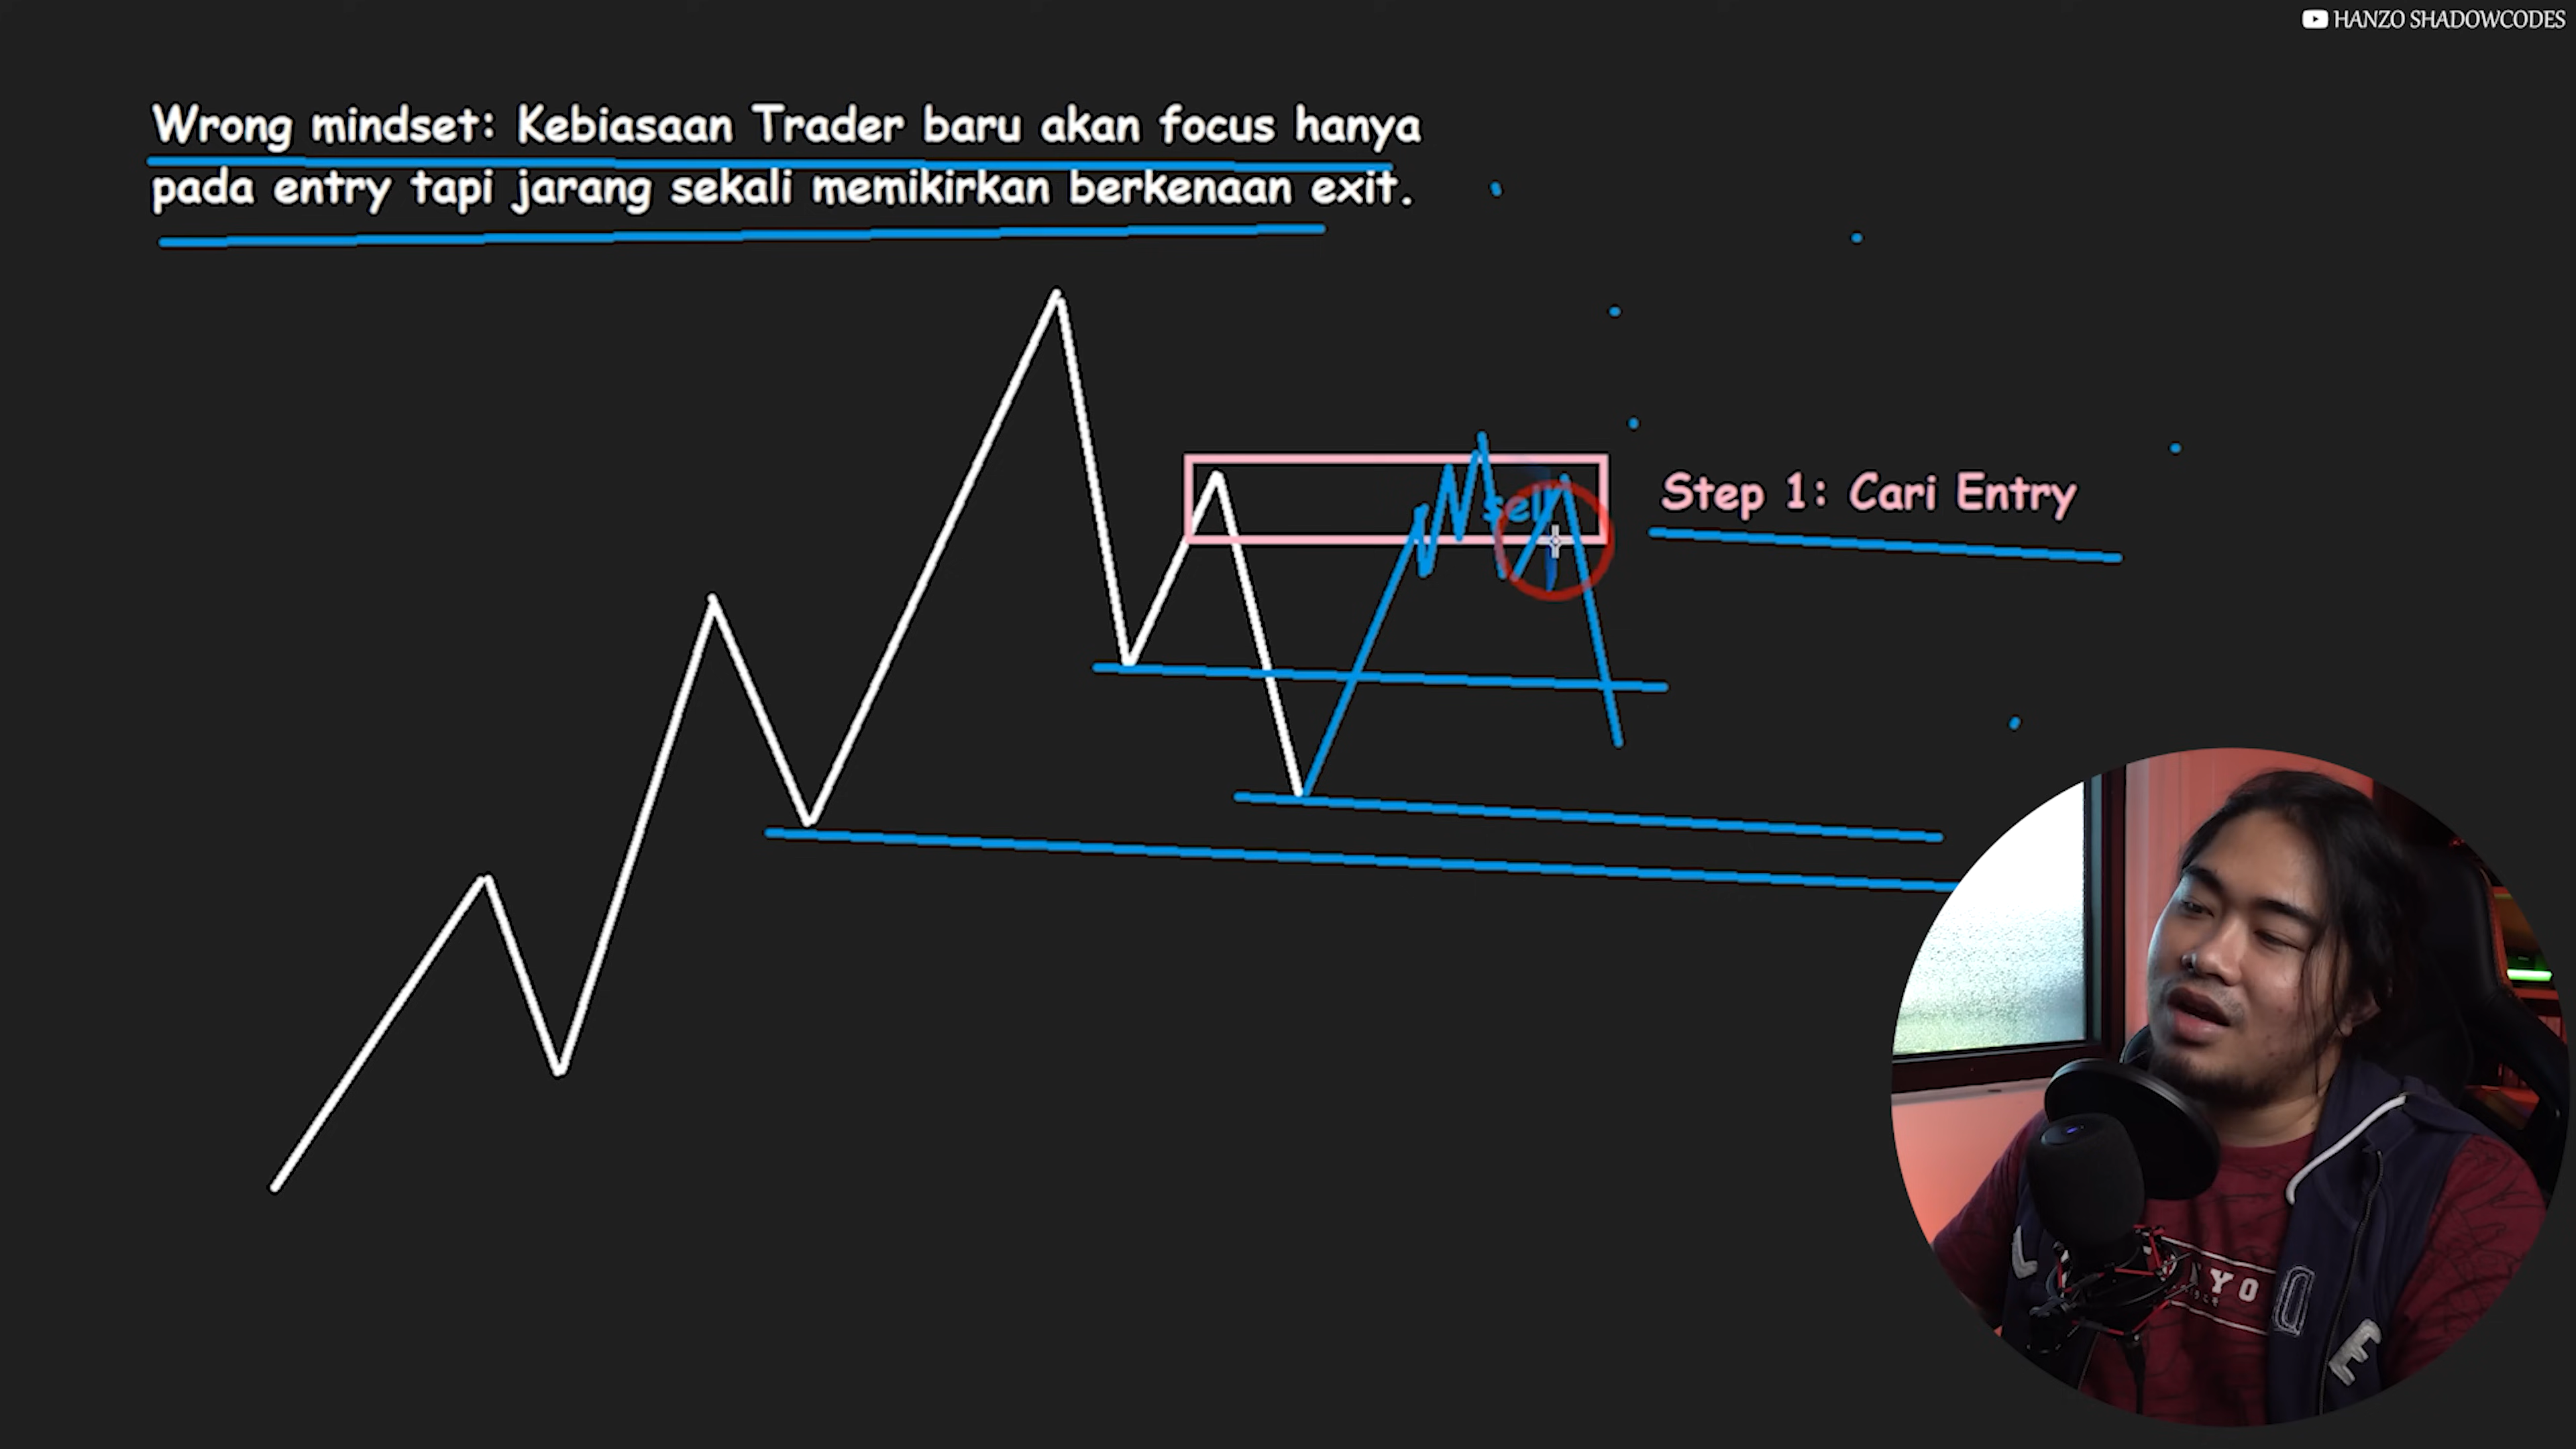 HANZO SHADOWCODES
Wrong mindset: Kebiasaan Trader baru akan focus hanya
pada entry tapi jarang sekali memikirkan berkenaan exit.
sell
Step 1: Cari Entry